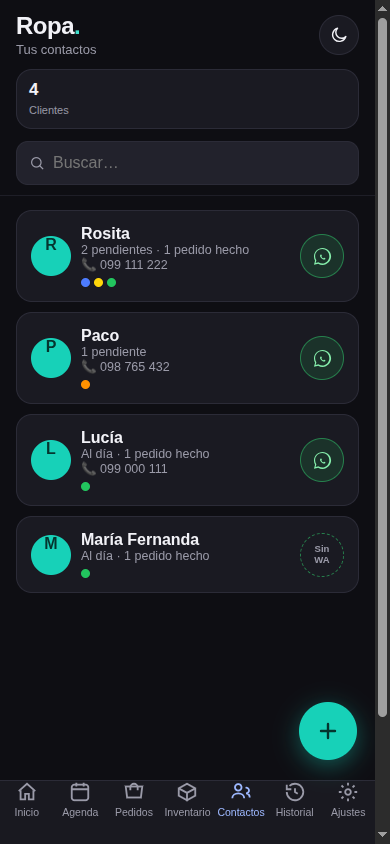 Ropa.
Tus contactos
4
Clientes
Buscar…
R
Rosita
2 pendientes · 1 pedido hecho
📞 099 111 222
P
Paco
1 pendiente
📞 098 765 432
L
Lucía
Al día · 1 pedido hecho
📞 099 000 111
M
María Fernanda
Al día · 1 pedido hecho
Sin
WA
+
Inicio
Agenda
Pedidos
Inventario
Contactos
Historial
Ajustes